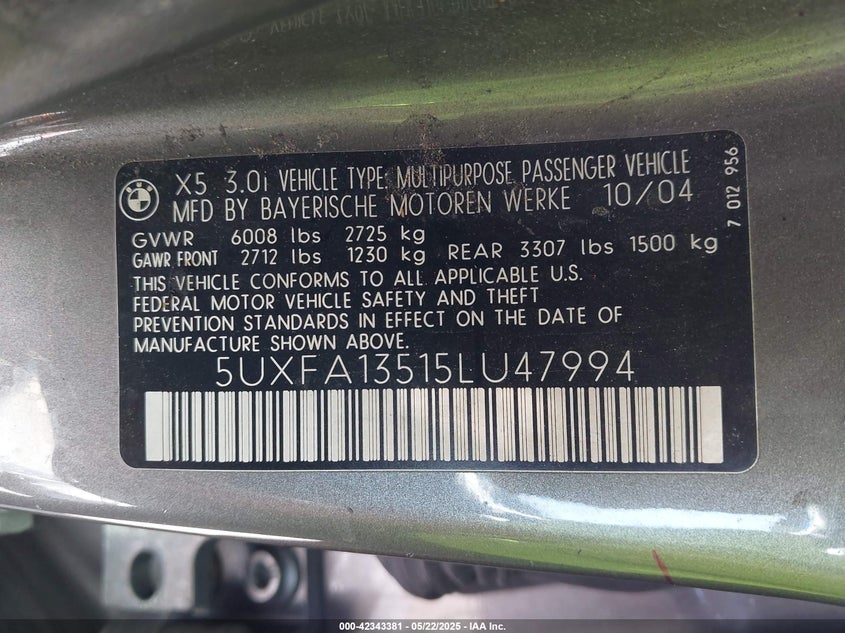 X5 3.0i VEHICLE TYPE: MULTIPURPOSE PASSENGER VEHICLE
MFD BY BAYERISCHE MOTOREN WERKE 10/04
GVWR 6008 lbs 2725 kg
GAWR FRONT 2712 lbs 1230 kg REAR 3307 lbs 1500 kg
THIS VEHICLE CONFORMS TO ALL APPLICABLE U.S.
FEDERAL MOTOR VEHICLE SAFETY AND THEFT
PREVENTION STANDARDS IN EFFECT ON THE DATE OF
MANUFACTURE SHOWN ABOVE.
5UXFA13515LU47994
7 012 956
000-42343381 - 05/22/2025 - IAA Inc.